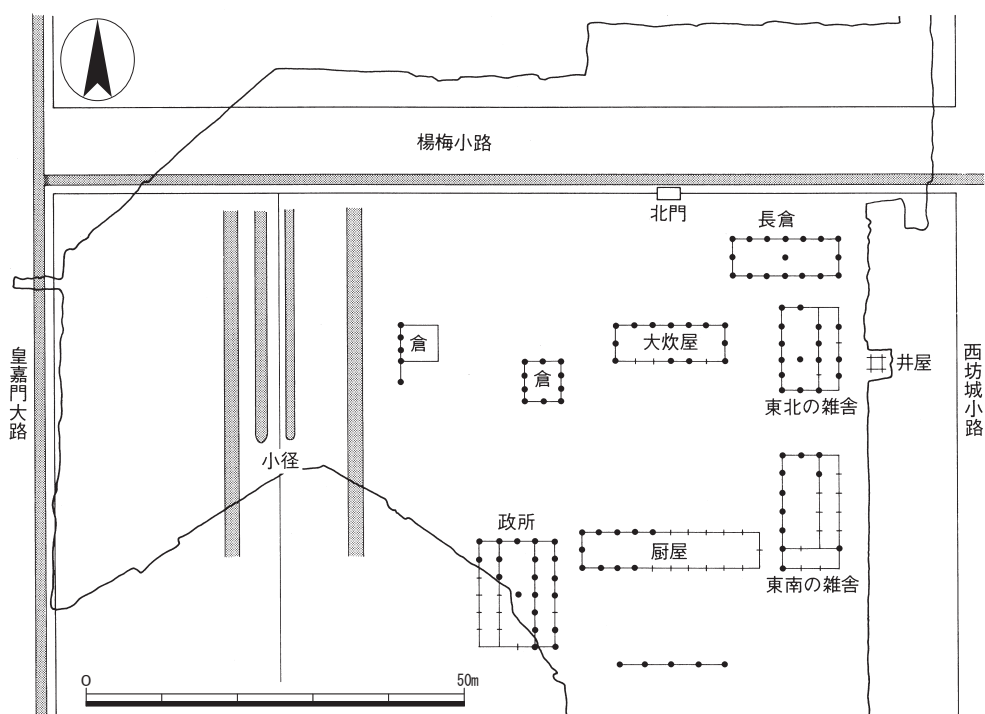 楊梅小路
北門
長倉
倉
大炊屋
倉
井屋
東北の雑舎
皇嘉門大路
西坊城小路
小径
政所
厨屋
東南の雑舎
0
50m